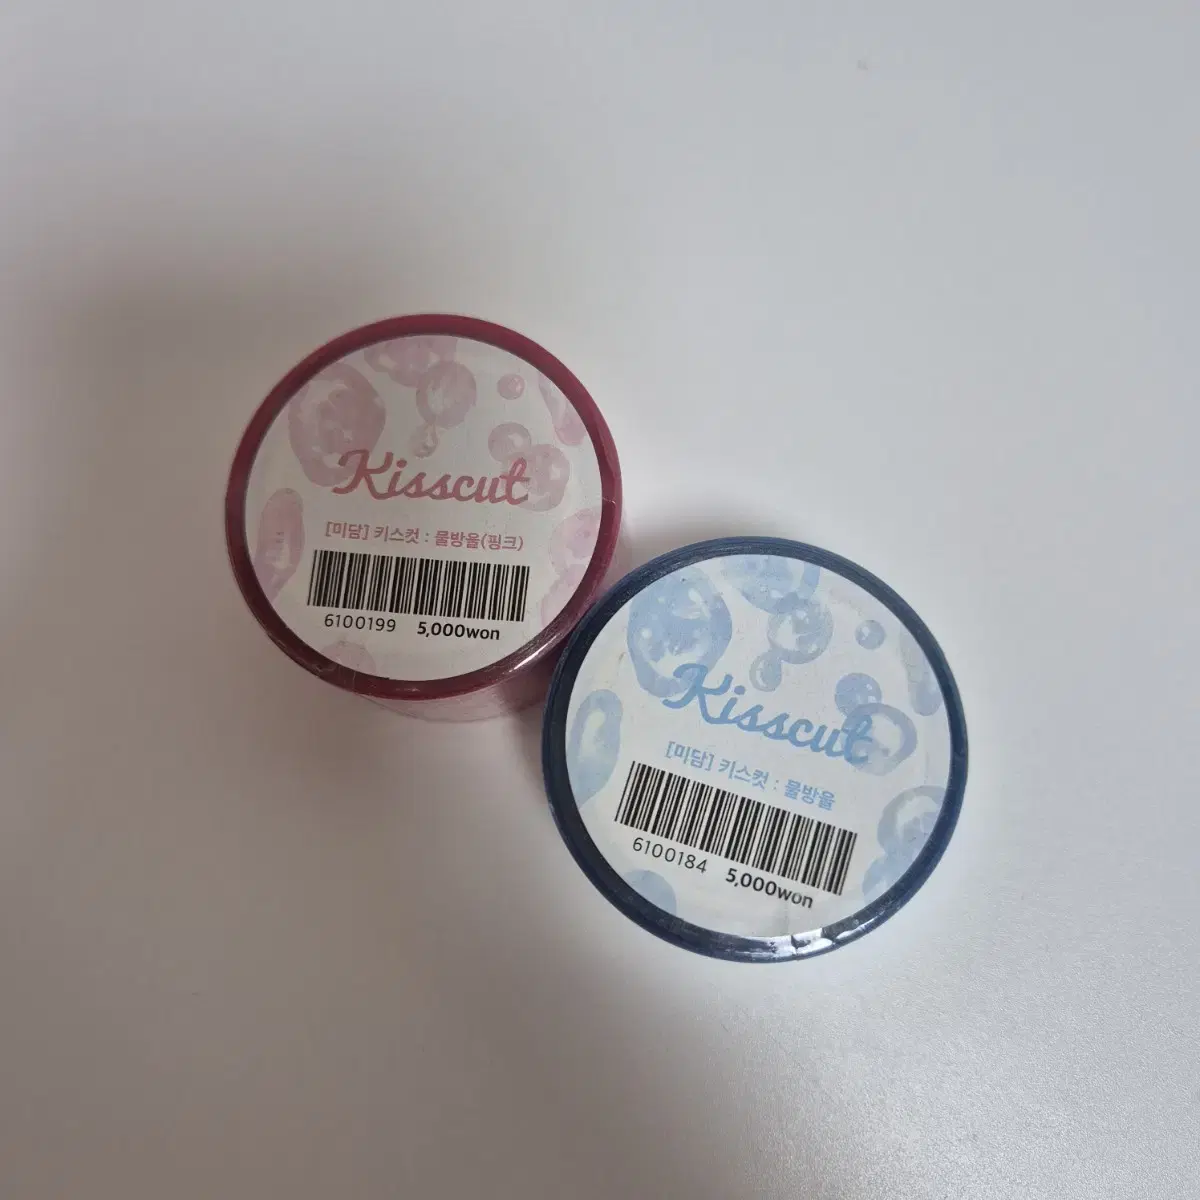 Kisscut
[미담] 키스컷 : 물방울(핑크)
6100199 5,000won
Kisscut
[미담] 키스컷 : 물방울
6100184 5,000won